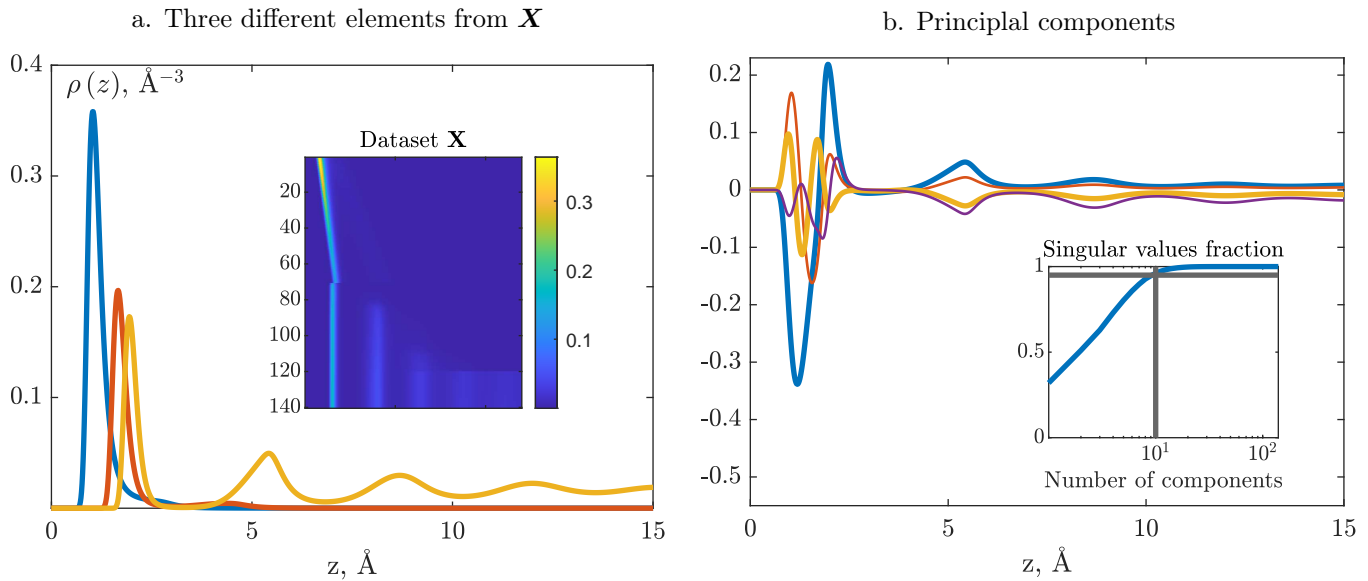 a. Three different elements from X
ρ(z), Å⁻³
0.4
0.3
0.2
0.1
0
0 5 10 15
z, Å
Dataset X
20
40
60
80
100
120
140
0.3
0.2
0.1
b. Principlal components
0.2
0.1
0
-0.1
-0.2
-0.3
-0.4
-0.5
0 5 10 15
z, Å
Singular values fraction
1
0.5
0
10¹ 10²
Number of components